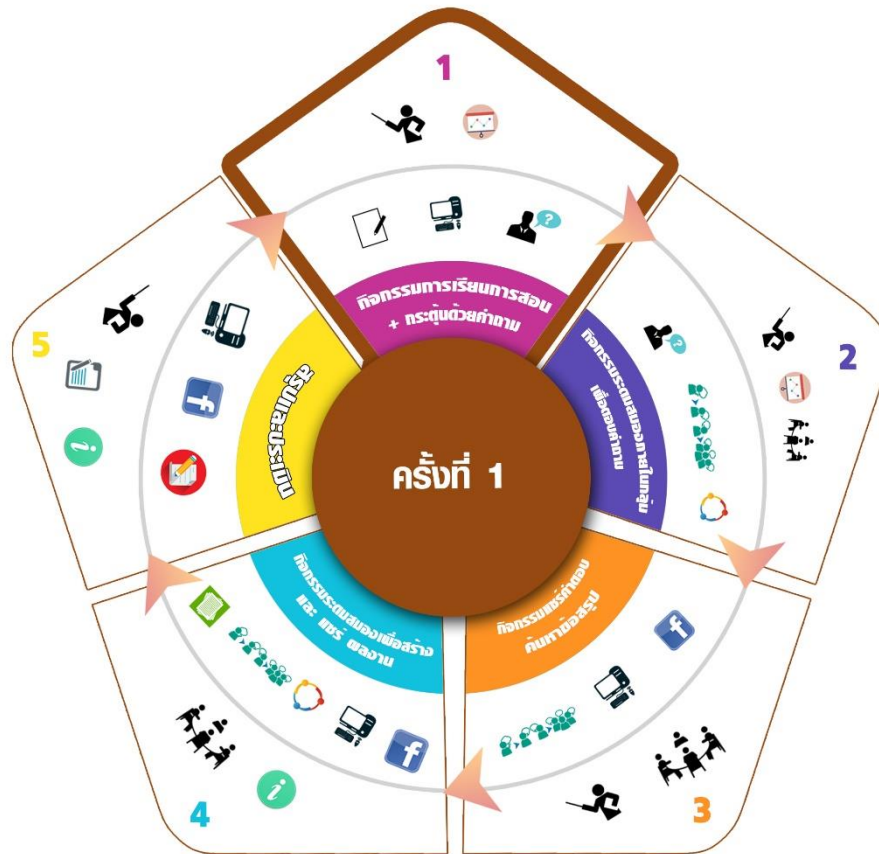 1
กิจกรรมการเรียนการสอน
+ กระตุ้นด้วยคำถาม
2
กิจกรรมระดมสมองภายในกลุ่ม
เพื่อตอบคำถาม
3
กิจกรรมแชร์คำตอบ
ค้นหาข้อสรุป
4
กิจกรรมระดมสมองเพื่อสร้าง
และ แชร์ ผลงาน
5
สรุปและประเมิน
ครั้งที่ 1